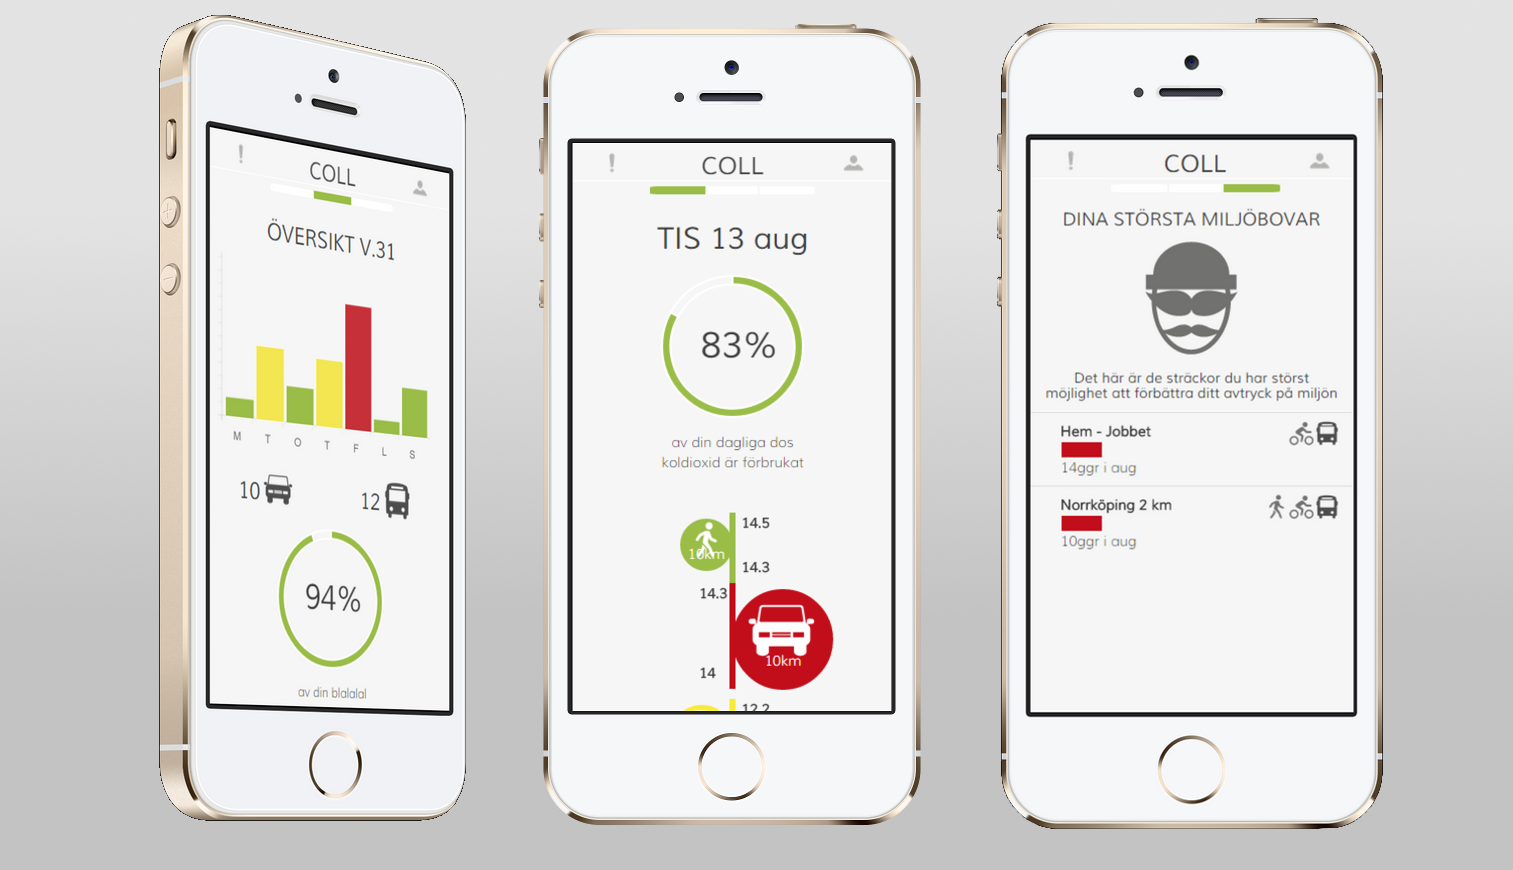 COLL
ÖVERSIKT V.31
M T O T F L S
10
12
94%
av din blalalal
COLL
TIS 13 aug
83%
av din dagliga dos
koldioxid är förbrukat
14.5
10km
14.3
14.3
10km
14
12.2
COLL
DINA STÖRSTA MILJÖBOVAR
Det här är de sträckor du har störst
möjlighet att förbättra ditt avtryck på miljön
Hem - Jobbet
14ggr i aug
Norrköping 2 km
10ggr i aug